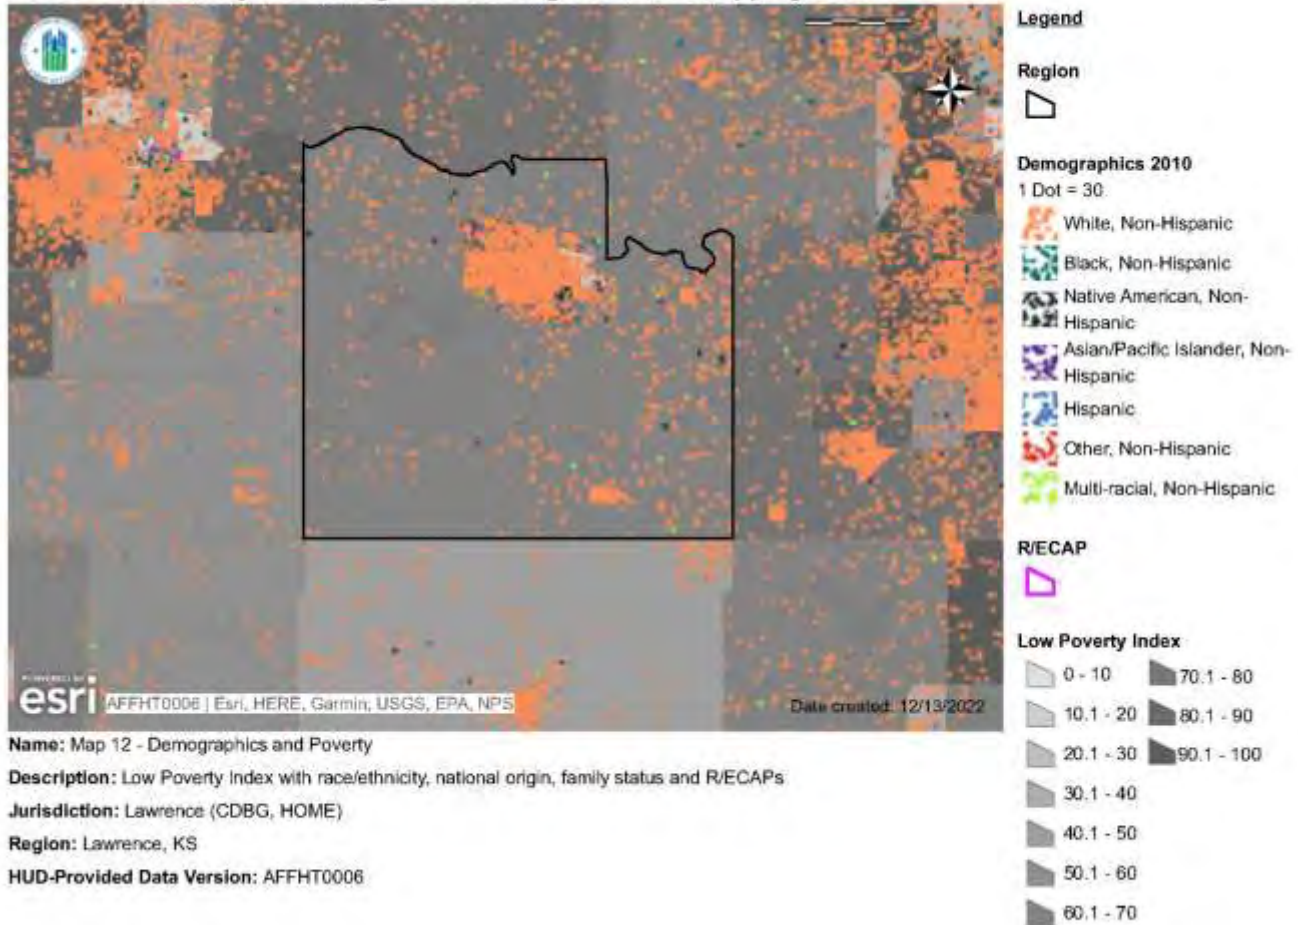 Legend
Region
Demographics 2010
1 Dot = 30
White, Non-Hispanic
Black, Non-Hispanic
Native American, Non-
Hispanic
Asian/Pacific Islander, Non-
Hispanic
Hispanic
Other, Non-Hispanic
Multi-racial, Non-Hispanic
R/ECAP
Low Poverty Index
0 - 10
10.1 - 20
20.1 - 30
30.1 - 40
40.1 - 50
50.1 - 60
60.1 - 70
70.1 - 80
80.1 - 90
90.1 - 100
POWERED BY
esri
AFFHT0006 | Esri, HERE, Garmin, USGS, EPA, NPS
Date created: 12/13/2022
Name: Map 12 - Demographics and Poverty
Description: Low Poverty Index with race/ethnicity, national origin, family status and R/ECAPs
Jurisdiction: Lawrence (CDBG, HOME)
Region: Lawrence, KS
HUD-Provided Data Version: AFFHT0006